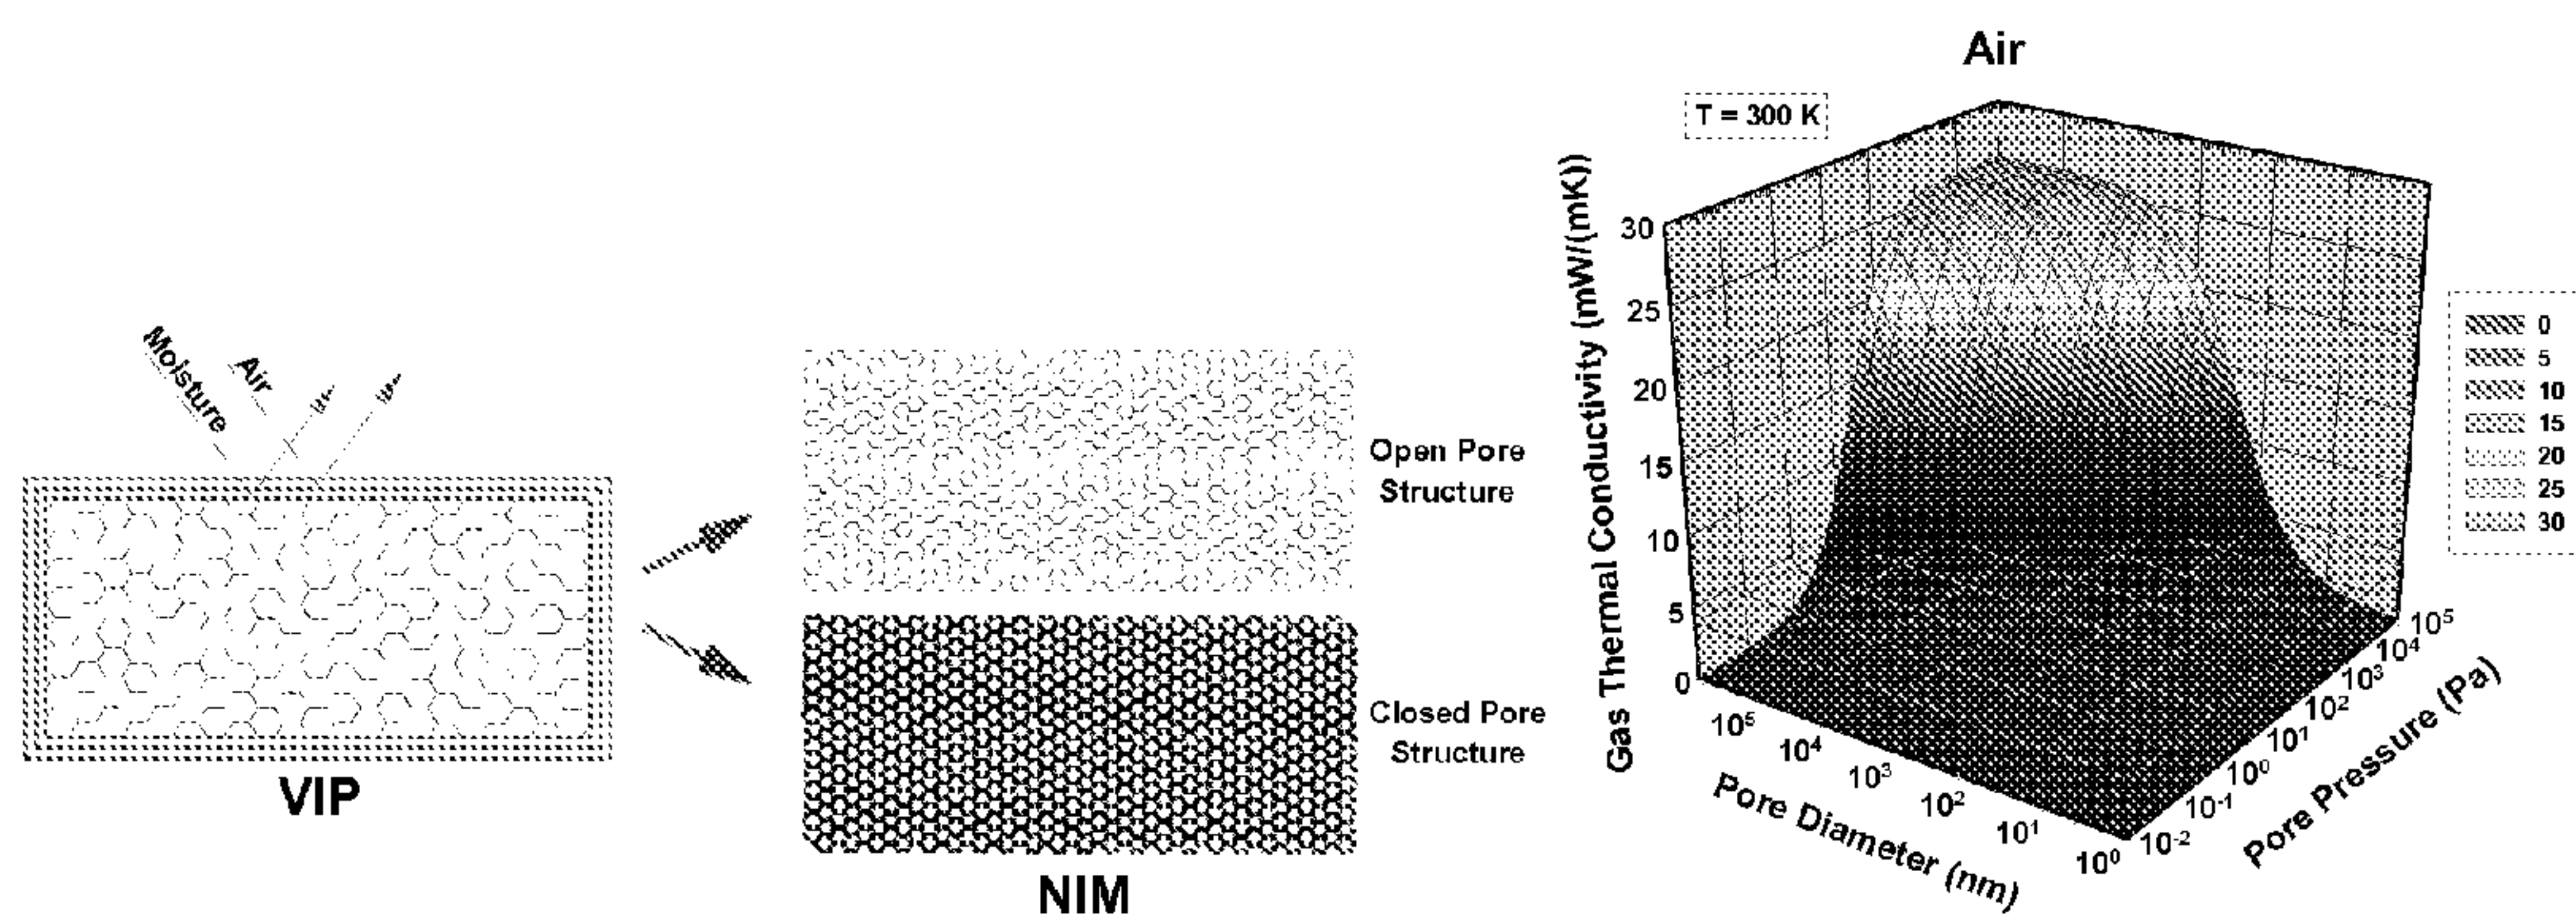 Moisture
Air
VIP
Open Pore
Structure
Closed Pore
Structure
NIM
Air
T = 300 K
Gas Thermal Conductivity (mW/(mK))
30
25
20
15
10
5
0
10⁵
10⁴
10³
10²
10¹
10⁰
Pore Diameter (nm)
10⁵
10⁴
10³
10²
10¹
10⁰
10⁻¹
10⁻²
Pore Pressure (Pa)
0
5
10
15
20
25
30